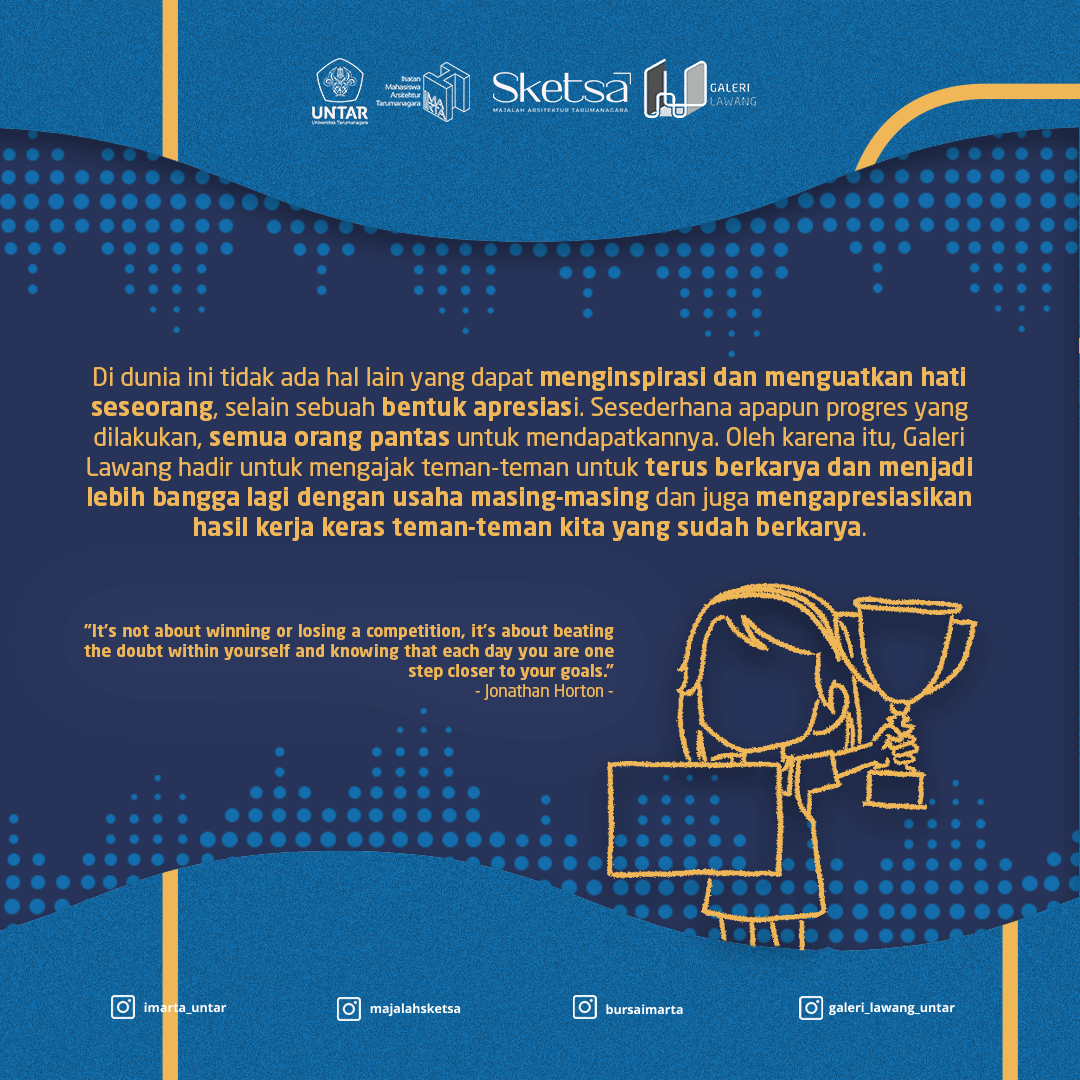 UNTAR
Universitas Tarumanagara
Ikatan
Mahasiswa
Arsitektur
Tarumanagara
IMARTA
Sketsa
MAJALAH ARSITEKTUR TARUMANAGARA
GALERI
LAWANG
Di dunia ini tidak ada hal lain yang dapat menginspirasi dan menguatkan hati
seseorang, selain sebuah bentuk apresiasi. Sesederhana apapun progres yang
dilakukan, semua orang pantas untuk mendapatkannya. Oleh karena itu, Galeri
Lawang hadir untuk mengajak teman-teman untuk terus berkarya dan menjadi
lebih bangga lagi dengan usaha masing-masing dan juga mengapresiasikan
hasil kerja keras teman-teman kita yang sudah berkarya.
"It's not about winning or losing a competition, it's about beating
the doubt within yourself and knowing that each day you are one
step closer to your goals."
- Jonathan Horton -
imarta_untar
majalahsketsa
bursaimarta
galeri_lawang_untar